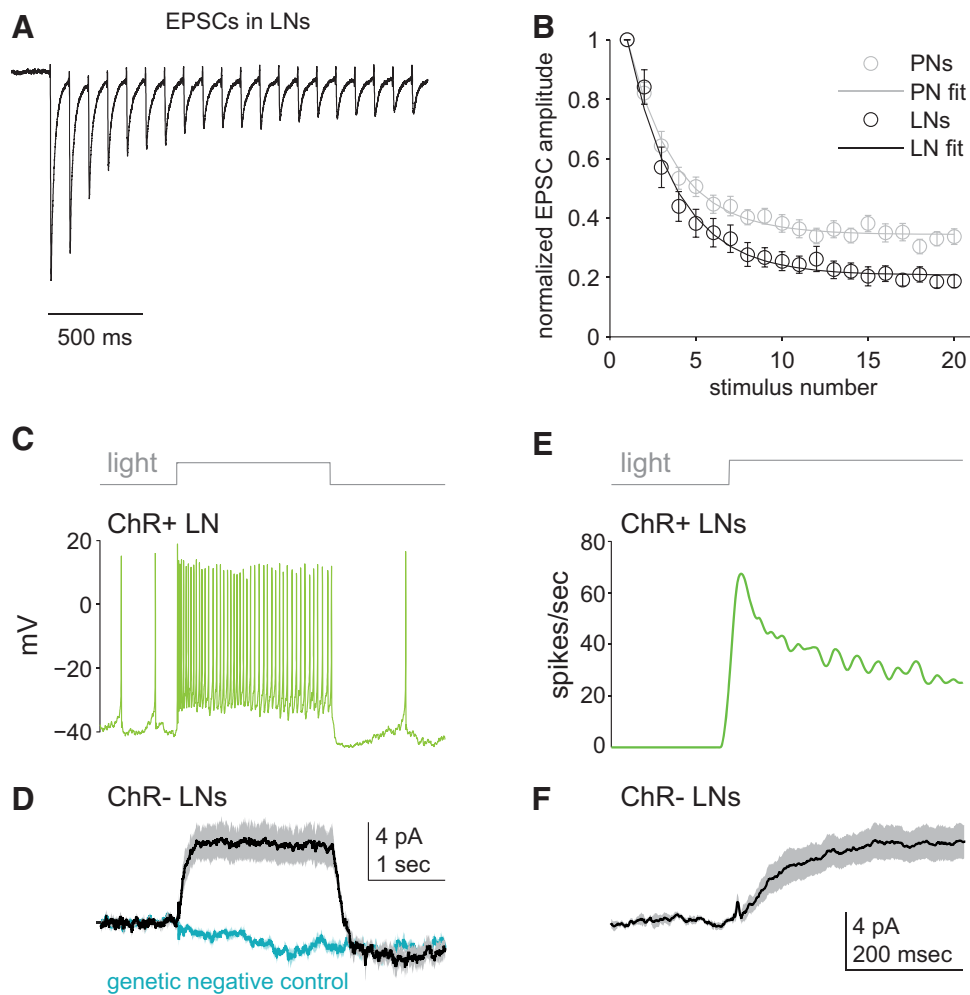 A
EPSCs in LNs
500 ms
B
normalized EPSC amplitude
1
0.8
0.6
0.4
0.2
0
0 5 10 15 20
stimulus number
PNs
PN fit
LNs
LN fit
C
light
ChR+ LN
mV
20
0
−20
−40
E
light
ChR+ LNs
spikes/sec
80
60
40
20
0
D
ChR- LNs
4 pA
1 sec
genetic negative control
F
ChR- LNs
4 pA
200 msec